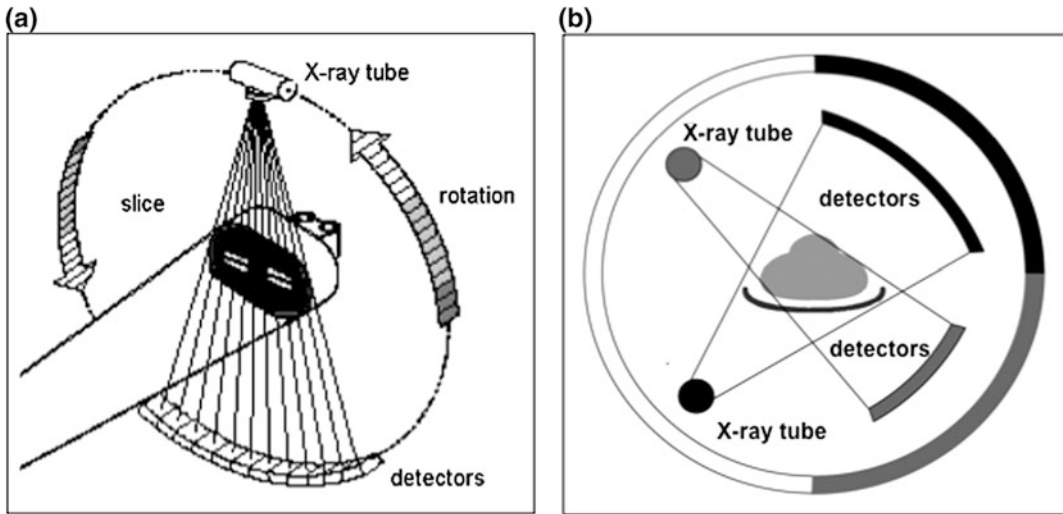 (a)
X-ray tube
slice
rotation
detectors
(b)
X-ray tube
detectors
detectors
X-ray tube